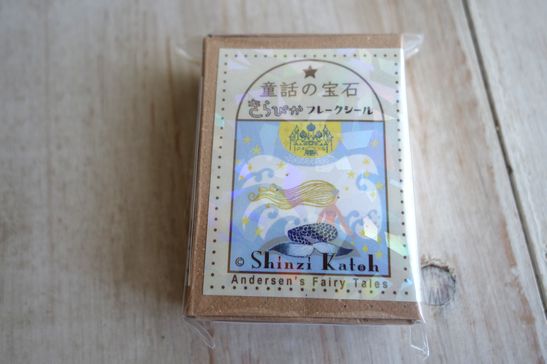 童話の宝石
きらぴか フレークシール
© Shinzi Katoh
Andersen's Fairy Tales